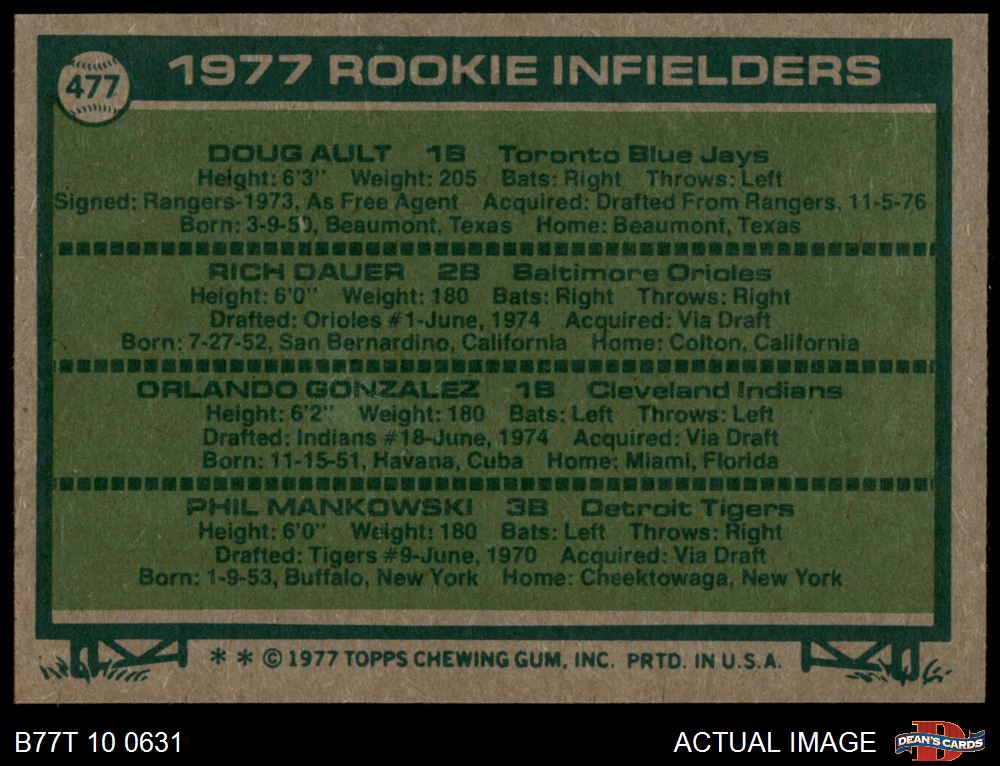 477
1977 ROOKIE INFIELDERS
DOUG AULT 1B Toronto Blue Jays
Height: 6'3" Weight: 205 Bats: Right Throws: Left
Signed: Rangers-1973, As Free Agent Acquired: Drafted From Rangers, 11-5-76
Born: 3-9-50, Beaumont, Texas Home: Beaumont, Texas
RICH DAUER 2B Baltimore Orioles
Height: 6'0" Weight: 180 Bats: Right Throws: Right
Drafted: Orioles #1-June, 1974 Acquired: Via Draft
Born: 7-27-52, San Bernardino, California Home: Colton, California
ORLANDO GONZALEZ 1B Cleveland Indians
Height: 6'2" Weight: 180 Bats: Left Throws: Left
Drafted: Indians #18-June, 1974 Acquired: Via Draft
Born: 11-15-51, Havana, Cuba Home: Miami, Florida
PHIL MANKOWSKI 3B Detroit Tigers
Height: 6'0" Weight: 180 Bats: Left Throws: Right
Drafted: Tigers #9-June, 1970 Acquired: Via Draft
Born: 1-9-53, Buffalo, New York Home: Cheektowaga, New York
* * © 1977 TOPPS CHEWING GUM, INC. PRTD. IN U.S.A.
B77T 10 0631
ACTUAL IMAGE
DEAN'S CARDS